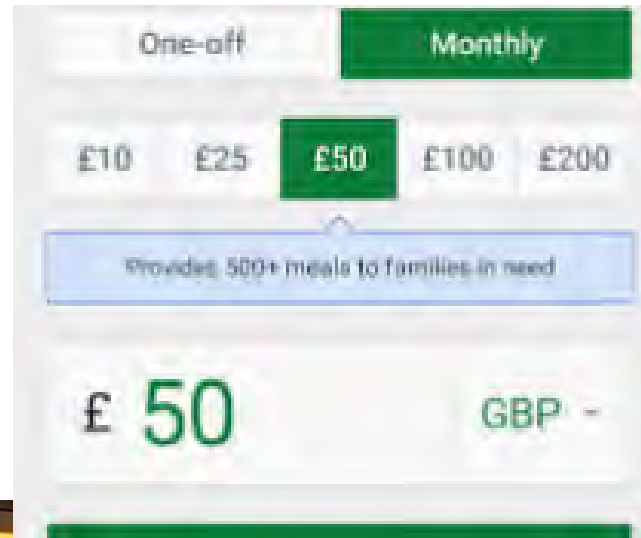 One-off Monthly
£10 £25 £50 £100 £200
Provides 500+ meals to families in need
£ 50 GBP